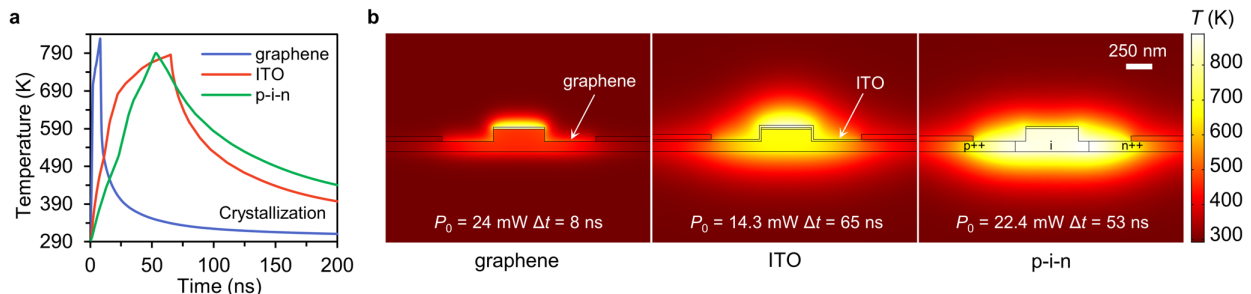 a
Temperature (K)
790
690
590
490
390
290
0
50
100
150
200
Time (ns)
graphene
ITO
p-i-n
Crystallization
b
graphene
P0 = 24 mW Δt = 8 ns
graphene
ITO
P0 = 14.3 mW Δt = 65 ns
ITO
250 nm
p++
i
n++
P0 = 22.4 mW Δt = 53 ns
p-i-n
T (K)
800
700
600
500
400
300